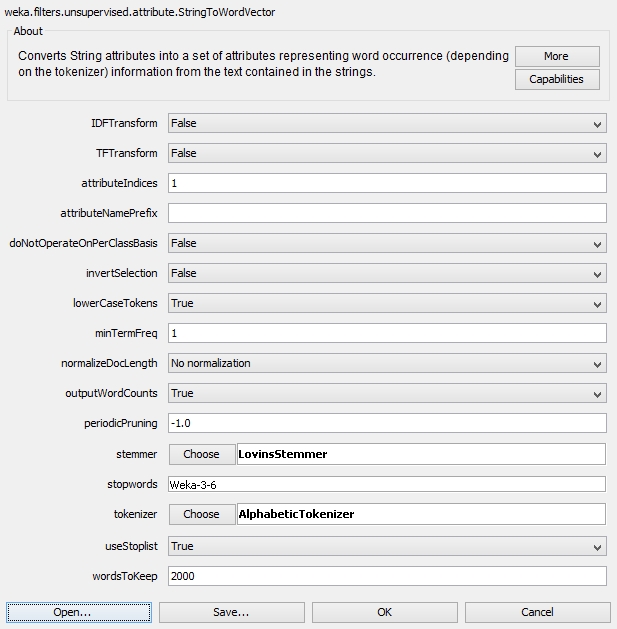 weka.filters.unsupervised.attribute.StringToWordVector
About
Converts String attributes into a set of attributes representing word occurrence (depending
on the tokenizer) information from the text contained in the strings.
More
Capabilities
IDFTransform False
TFTransform False
attributeIndices 1
attributeNamePrefix
doNotOperateOnPerClassBasis False
invertSelection False
lowerCaseTokens True
minTermFreq 1
normalizeDocLength No normalization
outputWordCounts True
periodicPruning -1.0
stemmer Choose LovinsStemmer
stopwords Weka-3-6
tokenizer Choose AlphabeticTokenizer
useStoplist True
wordsToKeep 2000
Open... Save... OK Cancel